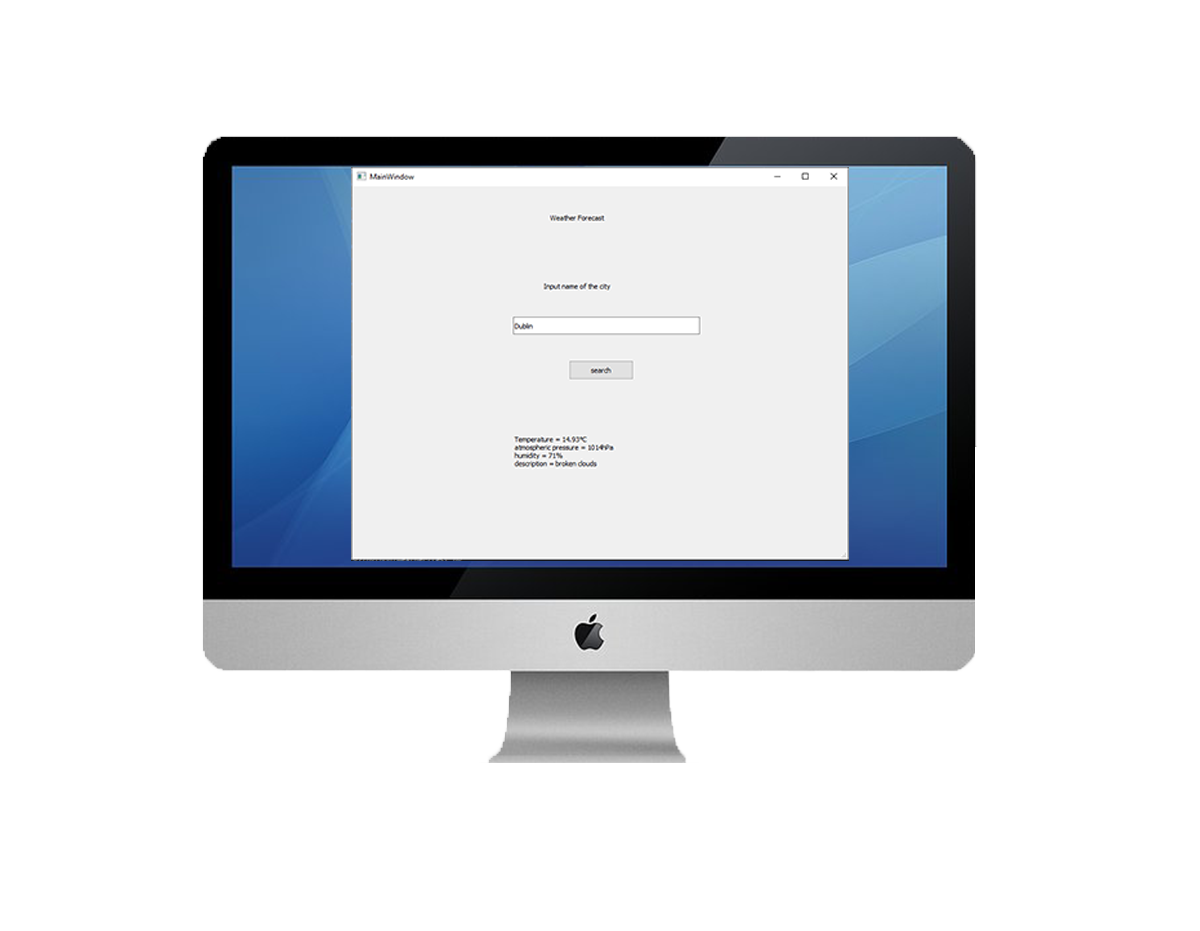 MainWindow
Weather Forecast
Input name of the city
Dublin
search
Temperature = 14.93°C
atmospheric pressure = 1014hPa
humidity = 71%
description = broken clouds